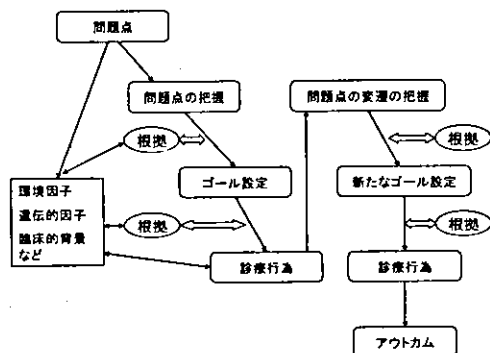 問題点
問題点の把握
問題点の変遷の把握
根拠
根拠
ゴール設定
新たなゴール設定
環境因子
遺伝的因子
臨床的背景
など
根拠
根拠
診療行為
診療行為
アウトカム